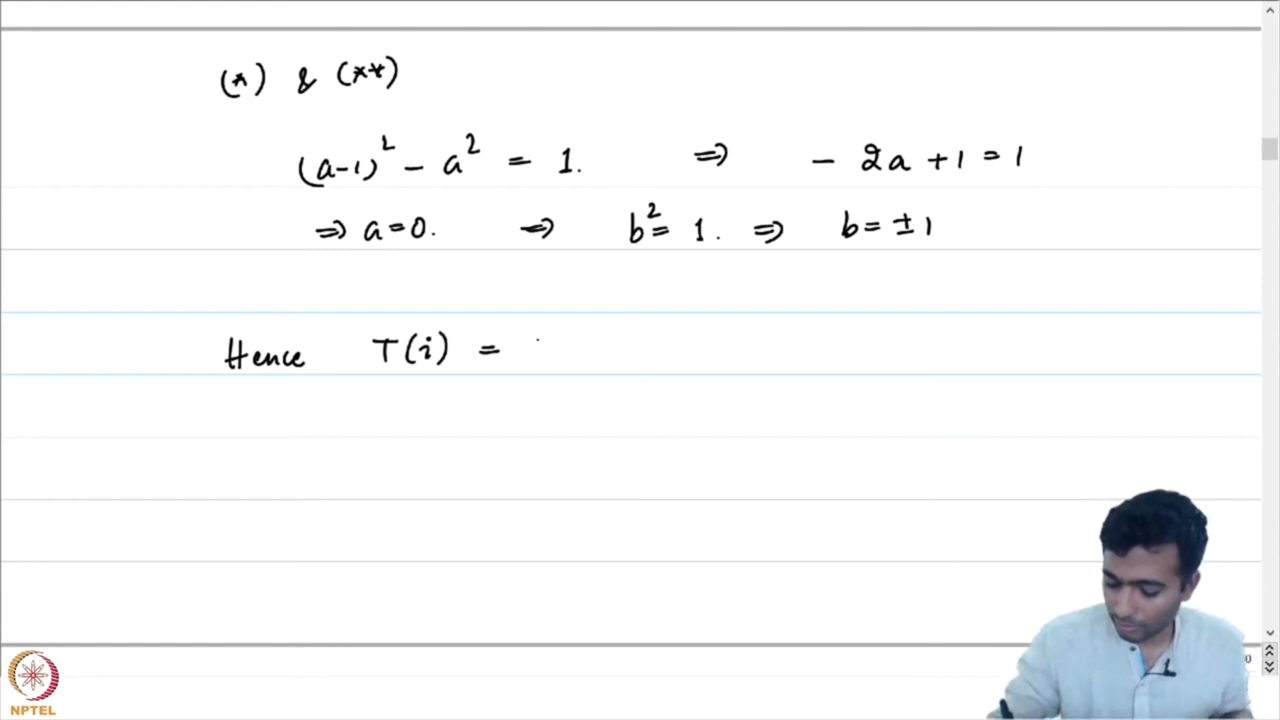 (*) & (**)
(a-1)² - a² = 1. ⇒ - 2a + 1 = 1
⇒ a = 0. ⇒ b² = 1. ⇒ b = ± 1
Hence T(i) =
NPTEL